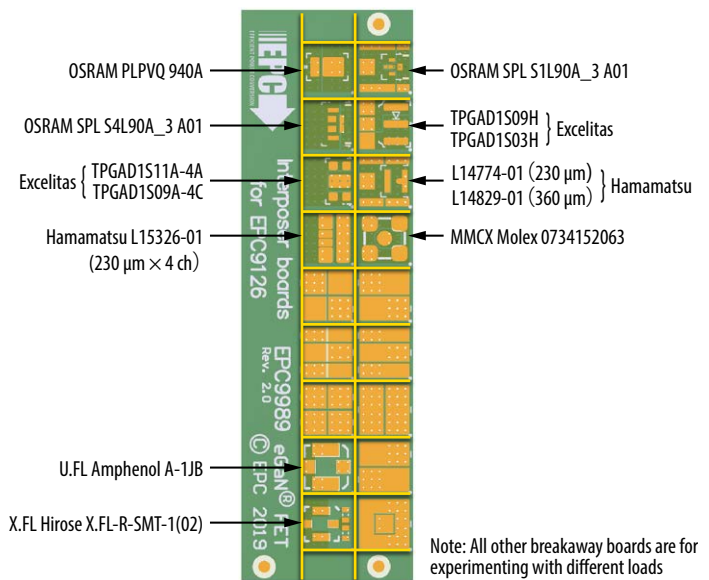 OSRAM PLPVQ 940A
OSRAM SPL S1L90A_3 A01
OSRAM SPL S4L90A_3 A01
TPGAD1S09H
TPGAD1S03H
Excelitas
Excelitas
TPGAD1S11A-4A
TPGAD1S09A-4C
L14774-01 (230 µm)
L14829-01 (360 µm)
Hamamatsu
Hamamatsu L15326-01
(230 µm × 4 ch)
MMCX Molex 0734152063
U.FL Amphenol A-1JB
X.FL Hirose X.FL-R-SMT-1(02)
Note: All other breakaway boards are for
experimenting with different loads
EPC
EFFICIENT POWER CONVERSION
Interposer boards
for EPC9126
EPC9989
Rev. 2.0
eGaN® FET
© EPC 2019